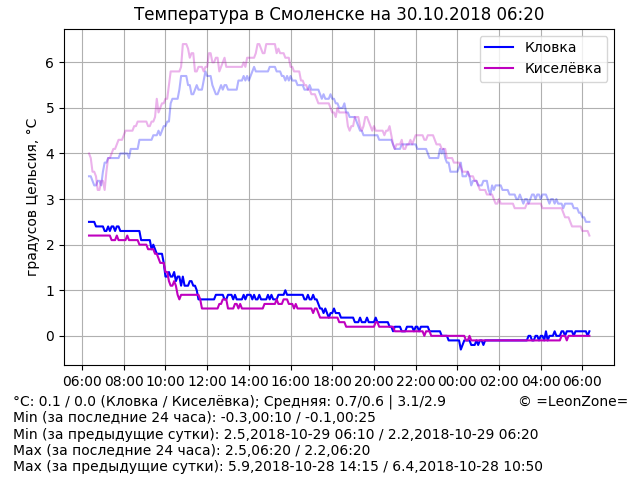 Температура в Смоленске на 30.10.2018 06:20
Кловка
Киселёвка
градусов Цельсия, °C
6
5
4
3
2
1
0
06:00 08:00 10:00 12:00 14:00 16:00 18:00 20:00 22:00 00:00 02:00 04:00 06:00
°C: 0.1 / 0.0 (Кловка / Киселёвка); Средняя: 0.7/0.6 | 3.1/2.9 © =LeonZone=
Min (за последние 24 часа): -0.3,00:10 / -0.1,00:25
Min (за предыдущие сутки): 2.5,2018-10-29 06:10 / 2.2,2018-10-29 06:20
Max (за последние 24 часа): 2.5,06:20 / 2.2,06:20
Max (за предыдущие сутки): 5.9,2018-10-28 14:15 / 6.4,2018-10-28 10:50